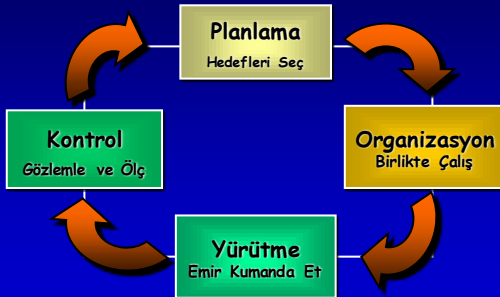 Planlama
Hedefleri Seç
Organizasyon
Birlikte Çalış
Yürütme
Emir Kumanda Et
Kontrol
Gözlemle ve Ölç